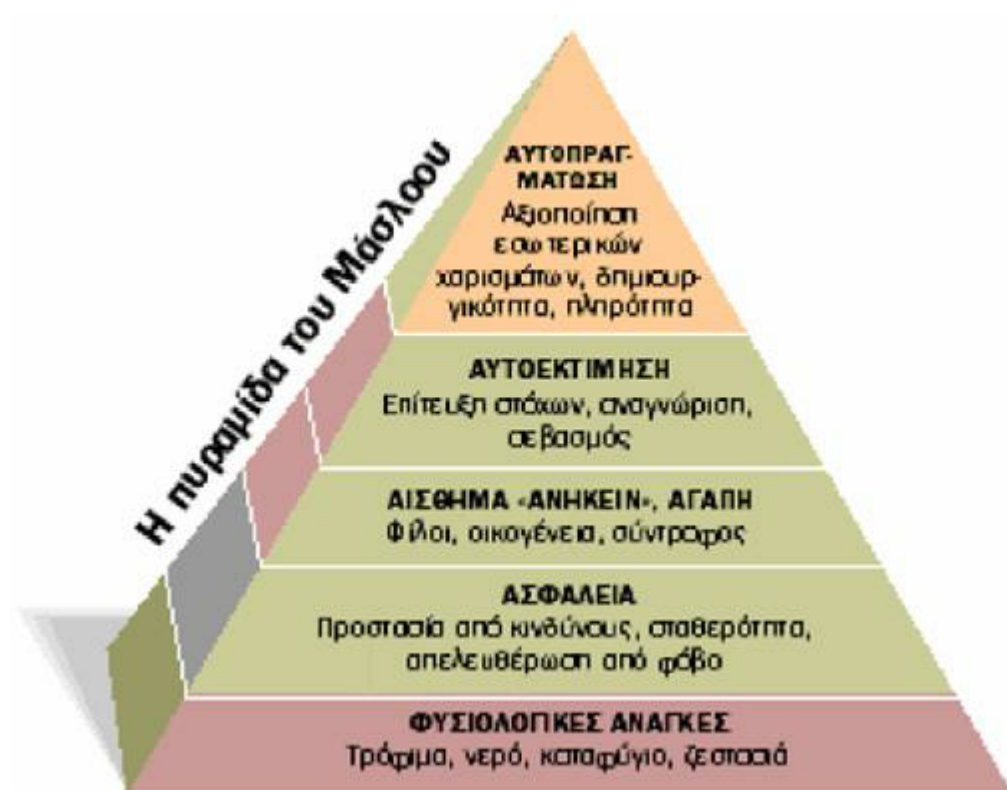 Η πυραμίδα του Μάσλοου
ΑΥΤΟΠΡΑΓ-
ΜΑΤΩΣΗ
Αξιοποίηση
εσωτερικών
χαρισμάτων, δημιουρ-
γικότητα, πληρότητα
ΑΥΤΟΕΚΤΙΜΗΣΗ
Επίτευξη στόχων, αναγνώριση,
σεβασμός
ΑΙΣΘΗΜΑ «ΑΝΗΚΕΙΝ», ΑΓΑΠΗ
Φίλοι, οικογένεια, σύντροφος
ΑΣΦΑΛΕΙΑ
Προστασία από κινδύνους, σταθερότητα,
απελευθέρωση από φόβο
ΦΥΣΙΟΛΟΓΙΚΕΣ ΑΝΑΓΚΕΣ
Τρόφιμα, νερό, καταφύγιο, ζεστασιά